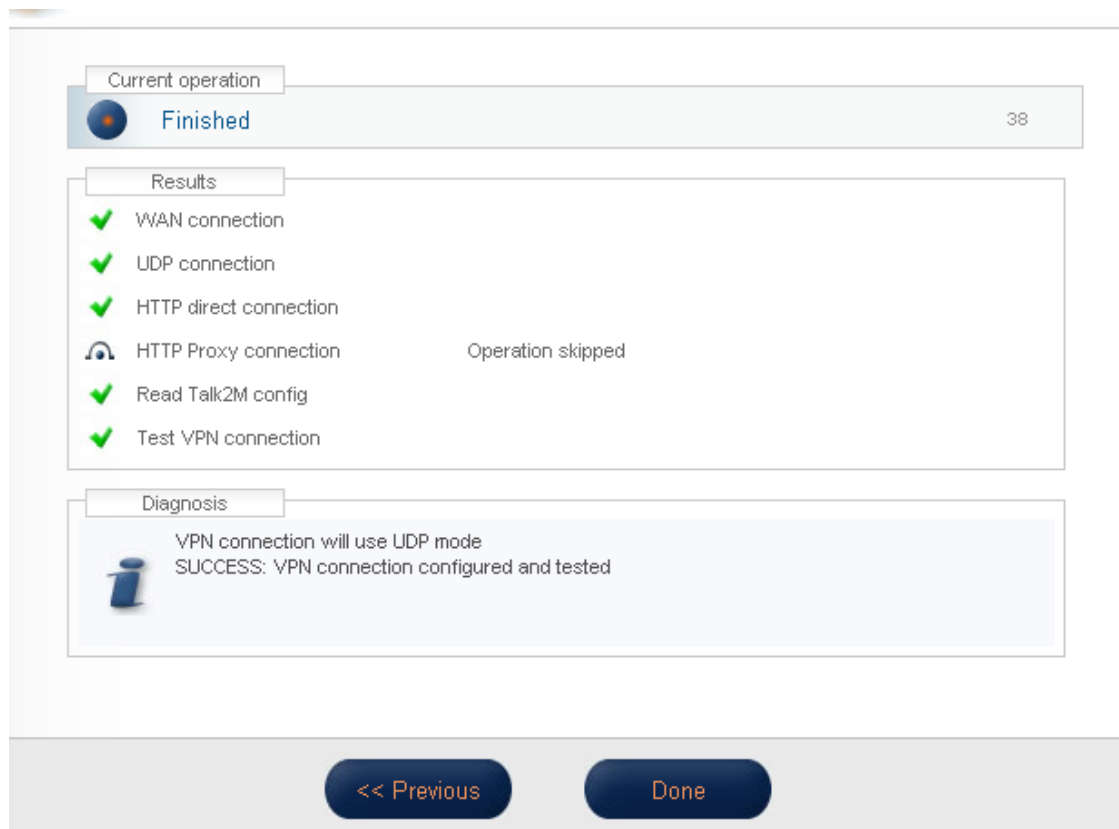 Current operation
Finished 38
Results
WAN connection
UDP connection
HTTP direct connection
HTTP Proxy connection Operation skipped
Read Talk2M config
Test VPN connection
Diagnosis
VPN connection will use UDP mode
SUCCESS: VPN connection configured and tested
<< Previous Done